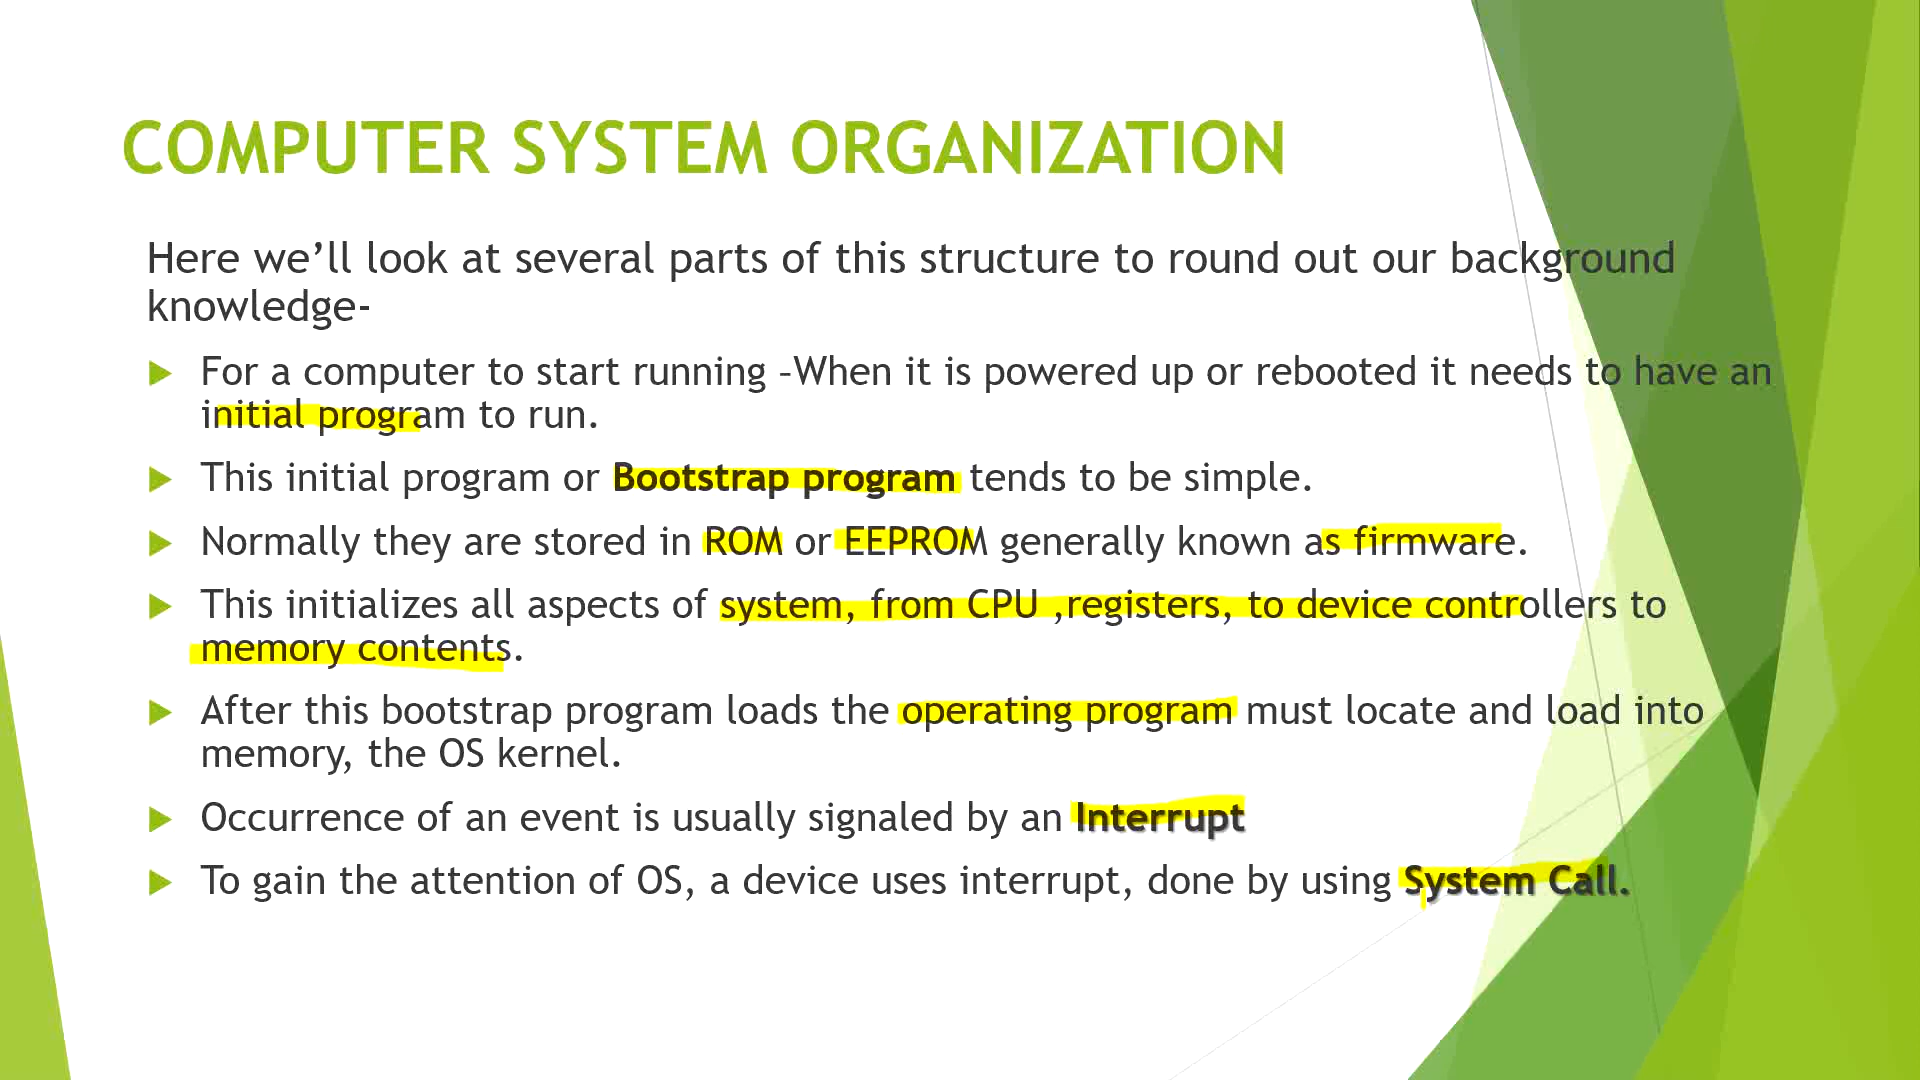 COMPUTER SYSTEM ORGANIZATION
Here we’ll look at several parts of this structure to round out our background
knowledge-
For a computer to start running –When it is powered up or rebooted it needs to have an
initial program to run.
This initial program or Bootstrap program tends to be simple.
Normally they are stored in ROM or EEPROM generally known as firmware.
This initializes all aspects of system, from CPU ,registers, to device controllers to
memory contents.
After this bootstrap program loads the operating program must locate and load into
memory, the OS kernel.
Occurrence of an event is usually signaled by an Interrupt
To gain the attention of OS, a device uses interrupt, done by using System Call.